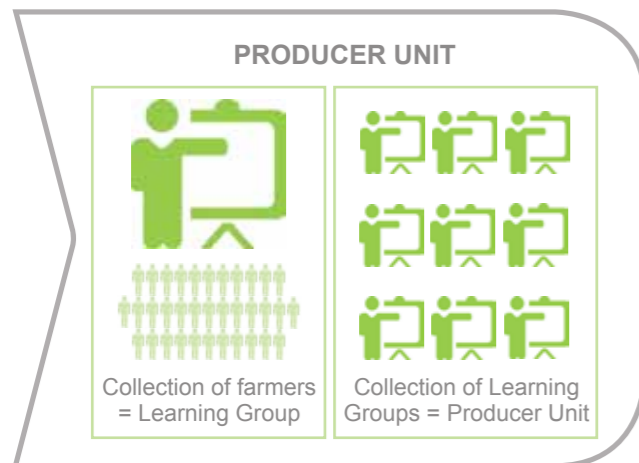 PRODUCER UNIT
Collection of farmers
= Learning Group
Collection of Learning
Groups = Producer Unit